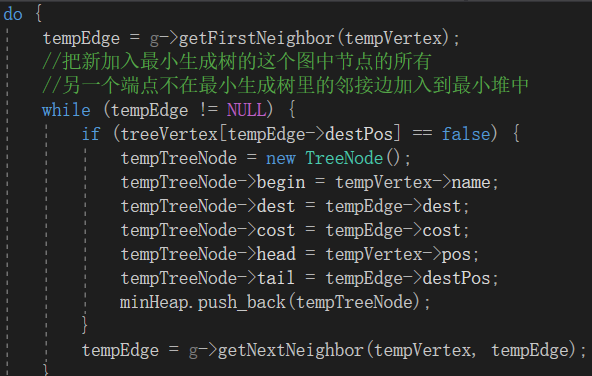 do {
tempEdge = g->getFirstNeighbor(tempVertex);
//把新加入最小生成树的这个图中节点的所有
//另一个端点不在最小生成树里的邻接边加入到最小堆中
while (tempEdge != NULL) {
if (treeVertex[tempEdge->destPos] == false) {
tempTreeNode = new TreeNode();
tempTreeNode->begin = tempVertex->name;
tempTreeNode->dest = tempEdge->dest;
tempTreeNode->cost = tempEdge->cost;
tempTreeNode->head = tempVertex->pos;
tempTreeNode->tail = tempEdge->destPos;
minHeap.push_back(tempTreeNode);
}
tempEdge = g->getNextNeighbor(tempVertex, tempEdge);
}